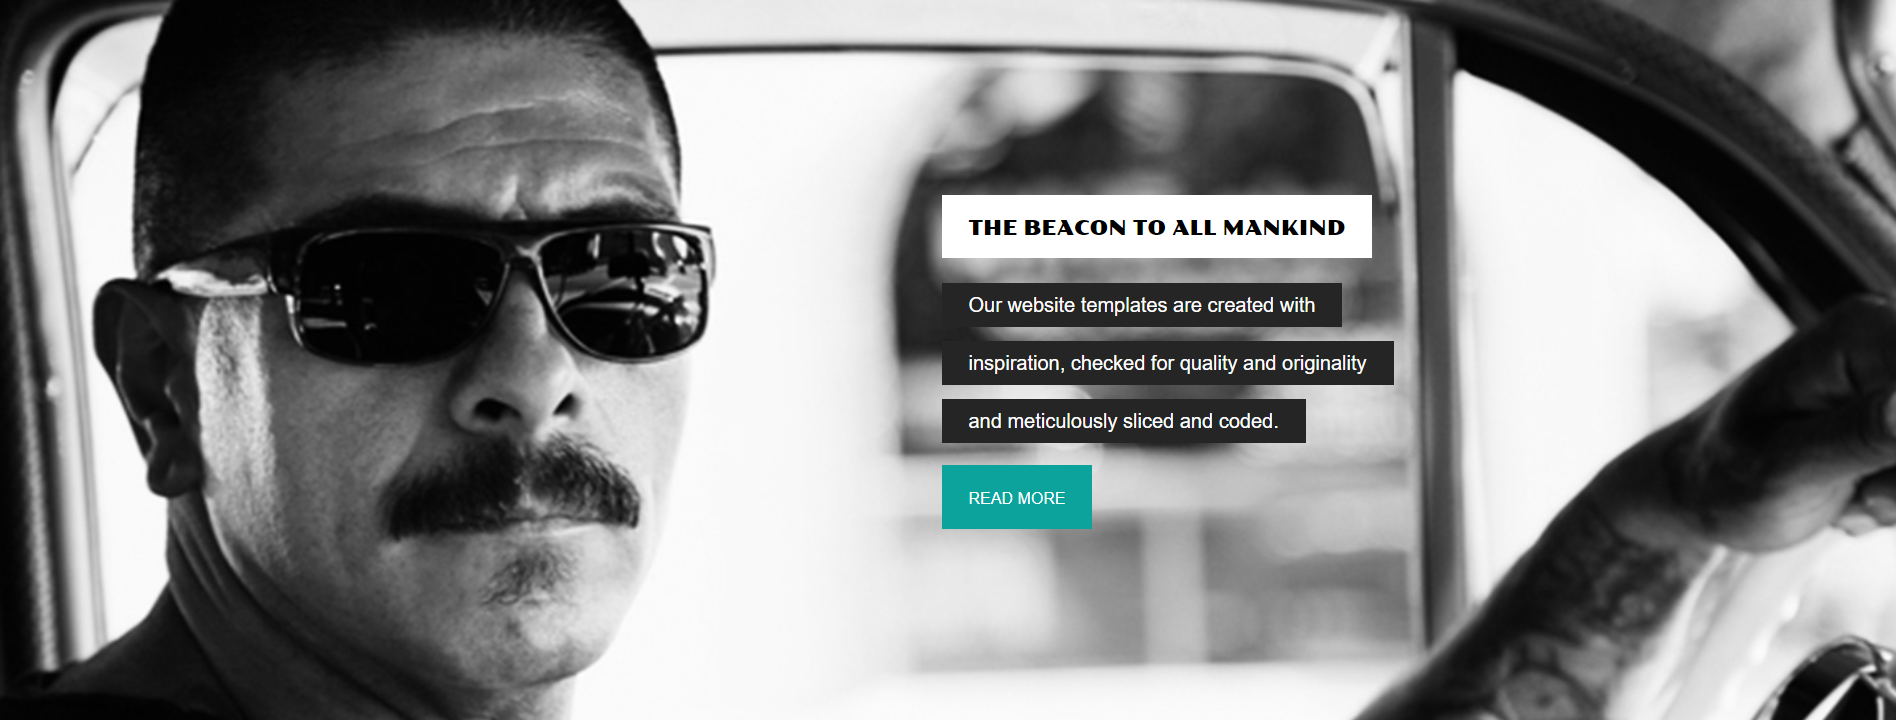 THE BEACON TO ALL MANKIND
Our website templates are created with
inspiration, checked for quality and originality
and meticulously sliced and coded.
READ MORE